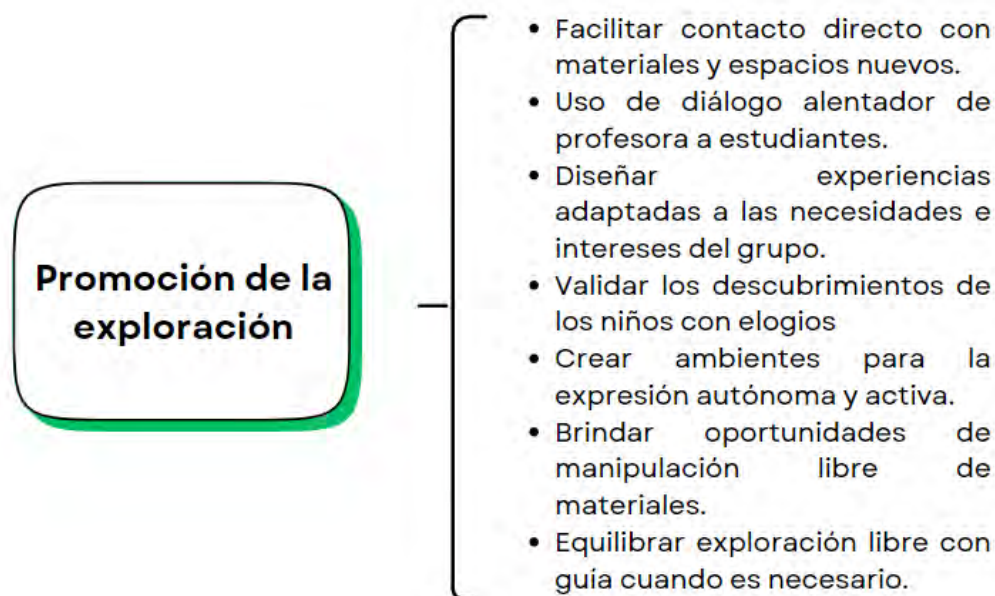 Promoción de la
exploración
• Facilitar contacto directo con
materiales y espacios nuevos.
• Uso de diálogo alentador de
profesora a estudiantes.
• Diseñar experiencias
adaptadas a las necesidades e
intereses del grupo.
• Validar los descubrimientos de
los niños con elogios
• Crear ambientes para la
expresión autónoma y activa.
• Brindar oportunidades de
manipulación libre de
materiales.
• Equilibrar exploración libre con
guía cuando es necesario.